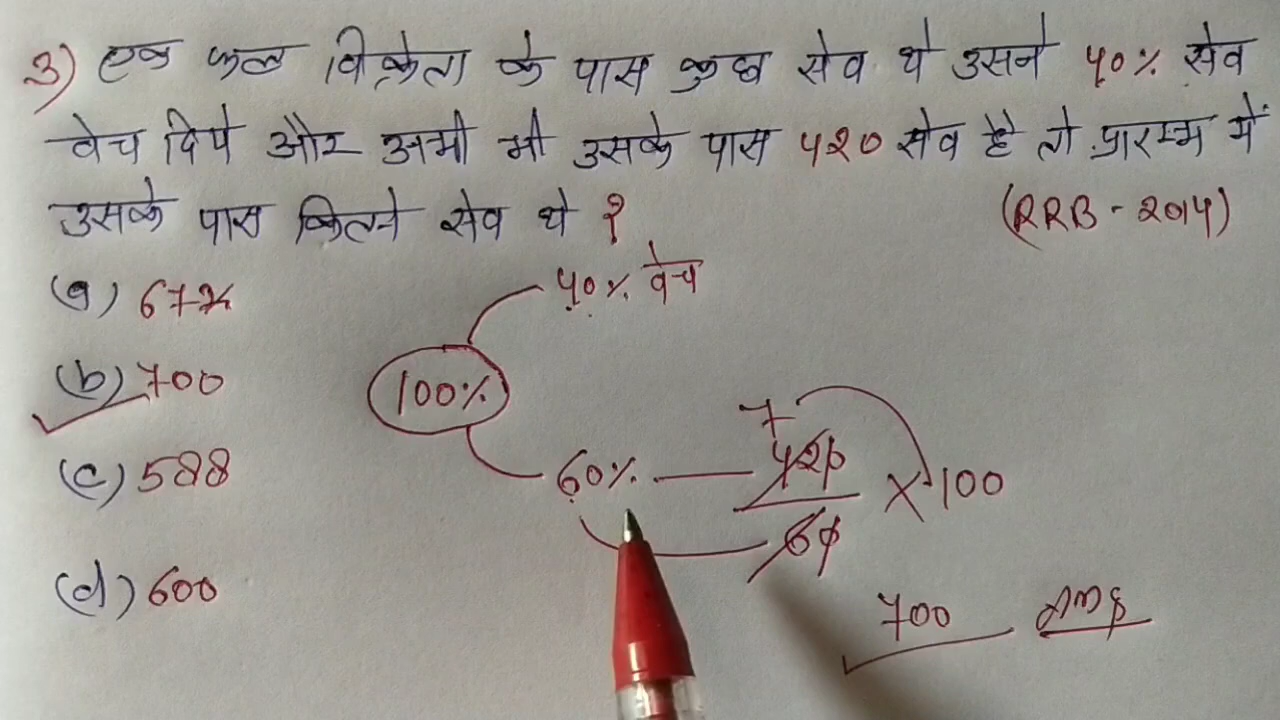 3) एक फल विक्रेता के पास कुछ सेव थे उसने 40% सेव
बेच दिये और अभी भी उसके पास 420 सेव है तो प्रारम्भ में
उसके पास कितने सेव थे ?
(RRB - 2014)
(a) 672
(b) 700
(c) 588
(d) 600
40% बेच
100%
60%
7
420
60
X 100
700 Ans